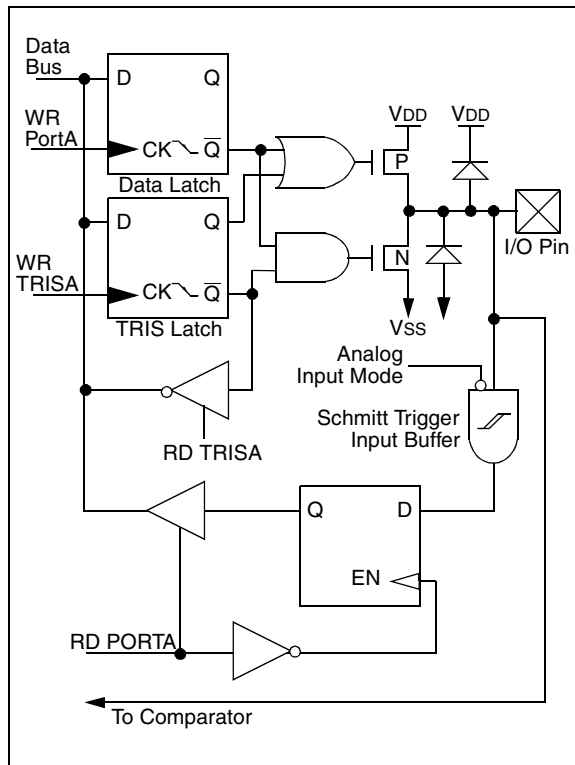 Data
Bus
D
Q
WR
PortA
CK
Q
Data Latch
VDD
VDD
P
I/O Pin
D
Q
WR
TRISA
CK
Q
TRIS Latch
N
VSS
Analog
Input Mode
Schmitt Trigger
Input Buffer
RD TRISA
Q
D
EN
RD PORTA
To Comparator